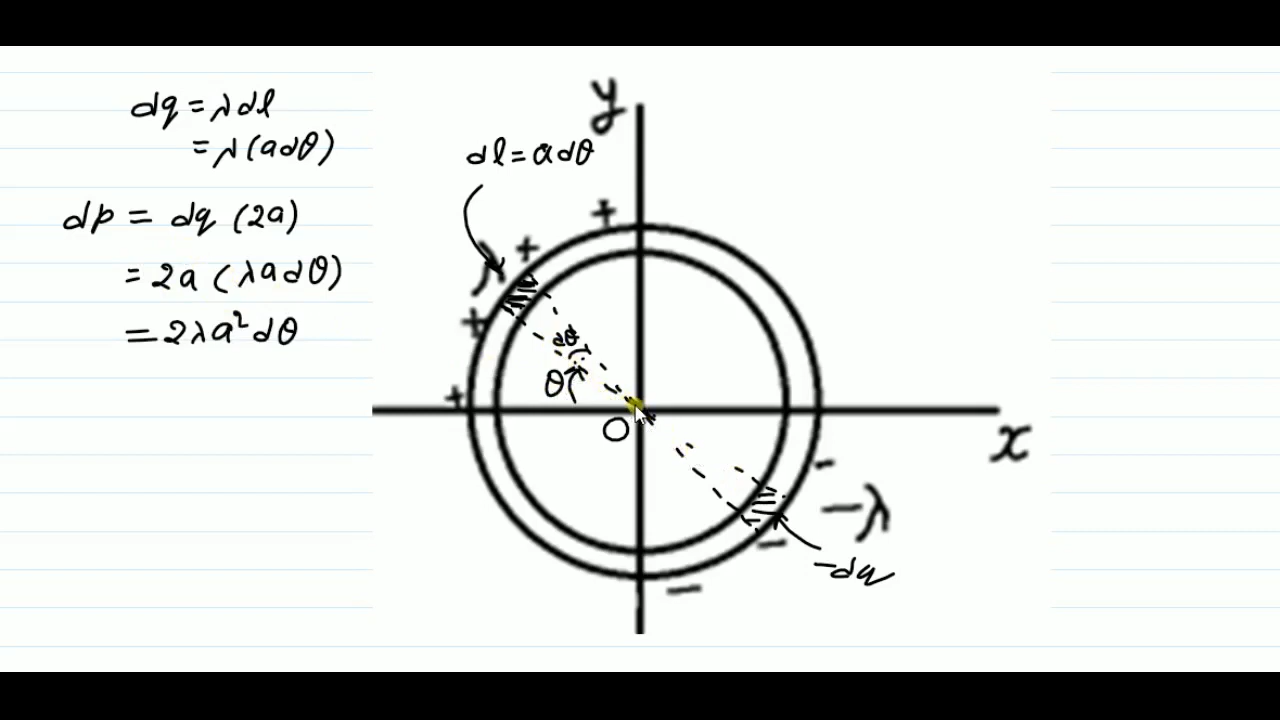 dq = λdl
= λ(adθ)
dp = dq (2a)
= 2a (λadθ)
= 2λa²dθ
y
dl = adθ
+
+
λ
+
dθ
θ
+
O
x
-
-λ
-
-dq
-